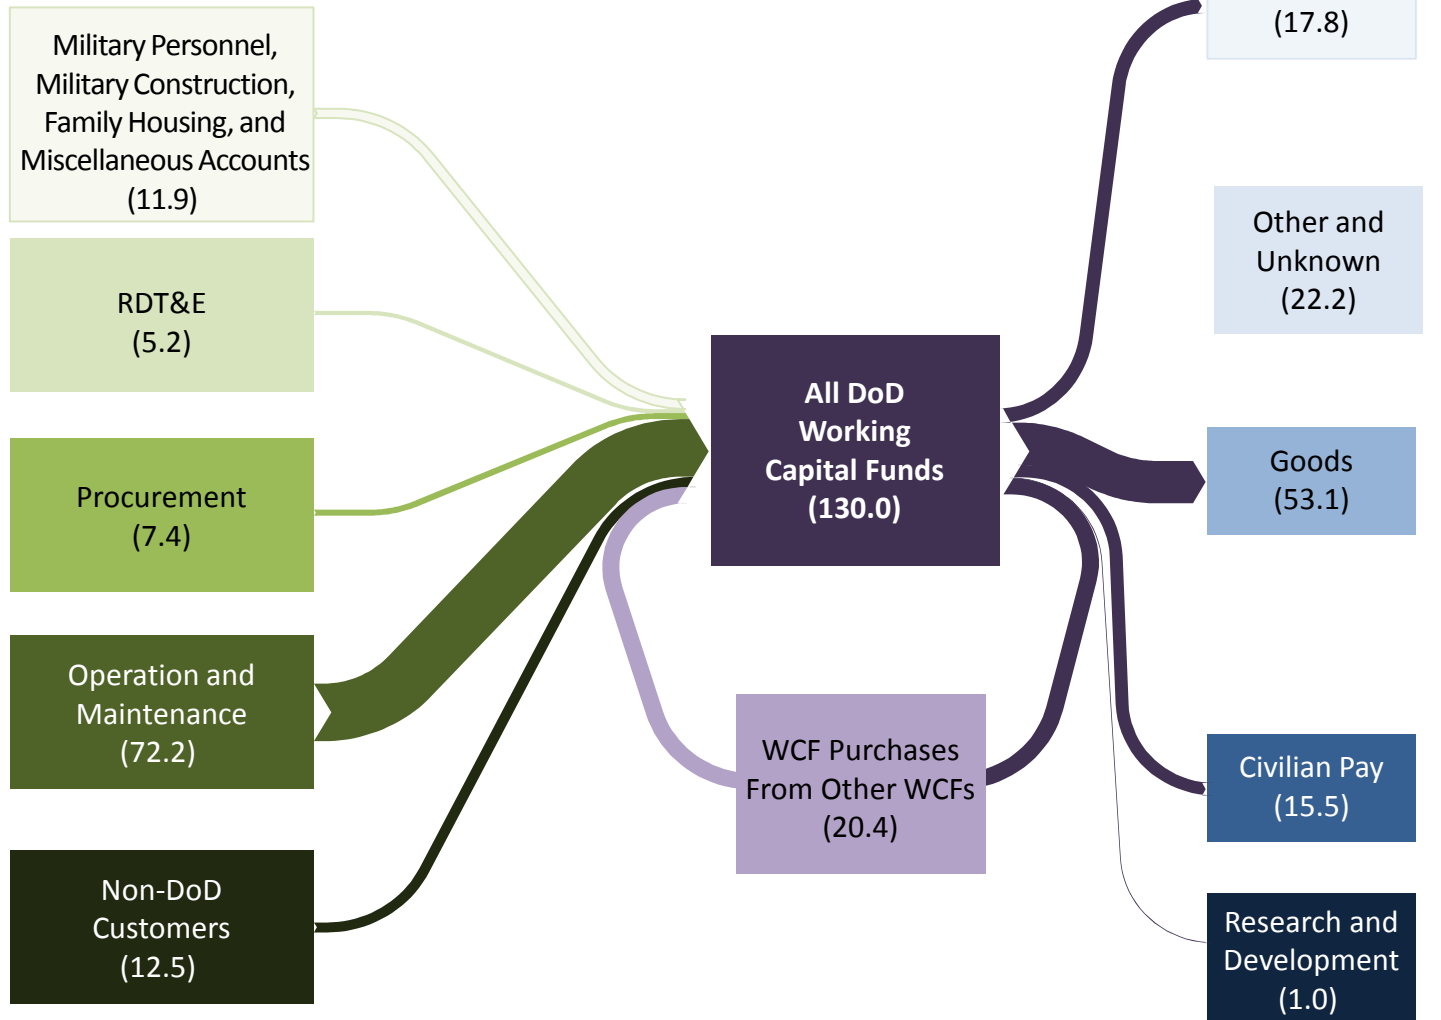 Military Personnel,
Military Construction,
Family Housing, and
Miscellaneous Accounts
(11.9)
RDT&E
(5.2)
Procurement
(7.4)
Operation and
Maintenance
(72.2)
Non-DoD
Customers
(12.5)
All DoD
Working
Capital Funds
(130.0)
WCF Purchases
From Other WCFs
(20.4)
(17.8)
Other and
Unknown
(22.2)
Goods
(53.1)
Civilian Pay
(15.5)
Research and
Development
(1.0)